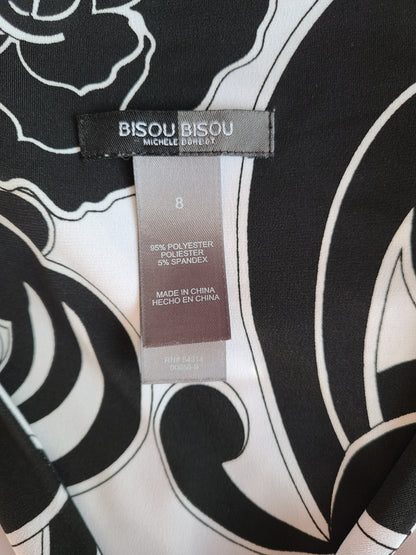 BISOU BISOU
MICHELE BOHBOT
8
95% POLYESTER
POLIESTER
5% SPANDEX
MADE IN CHINA
HECHO EN CHINA
RN# 54314